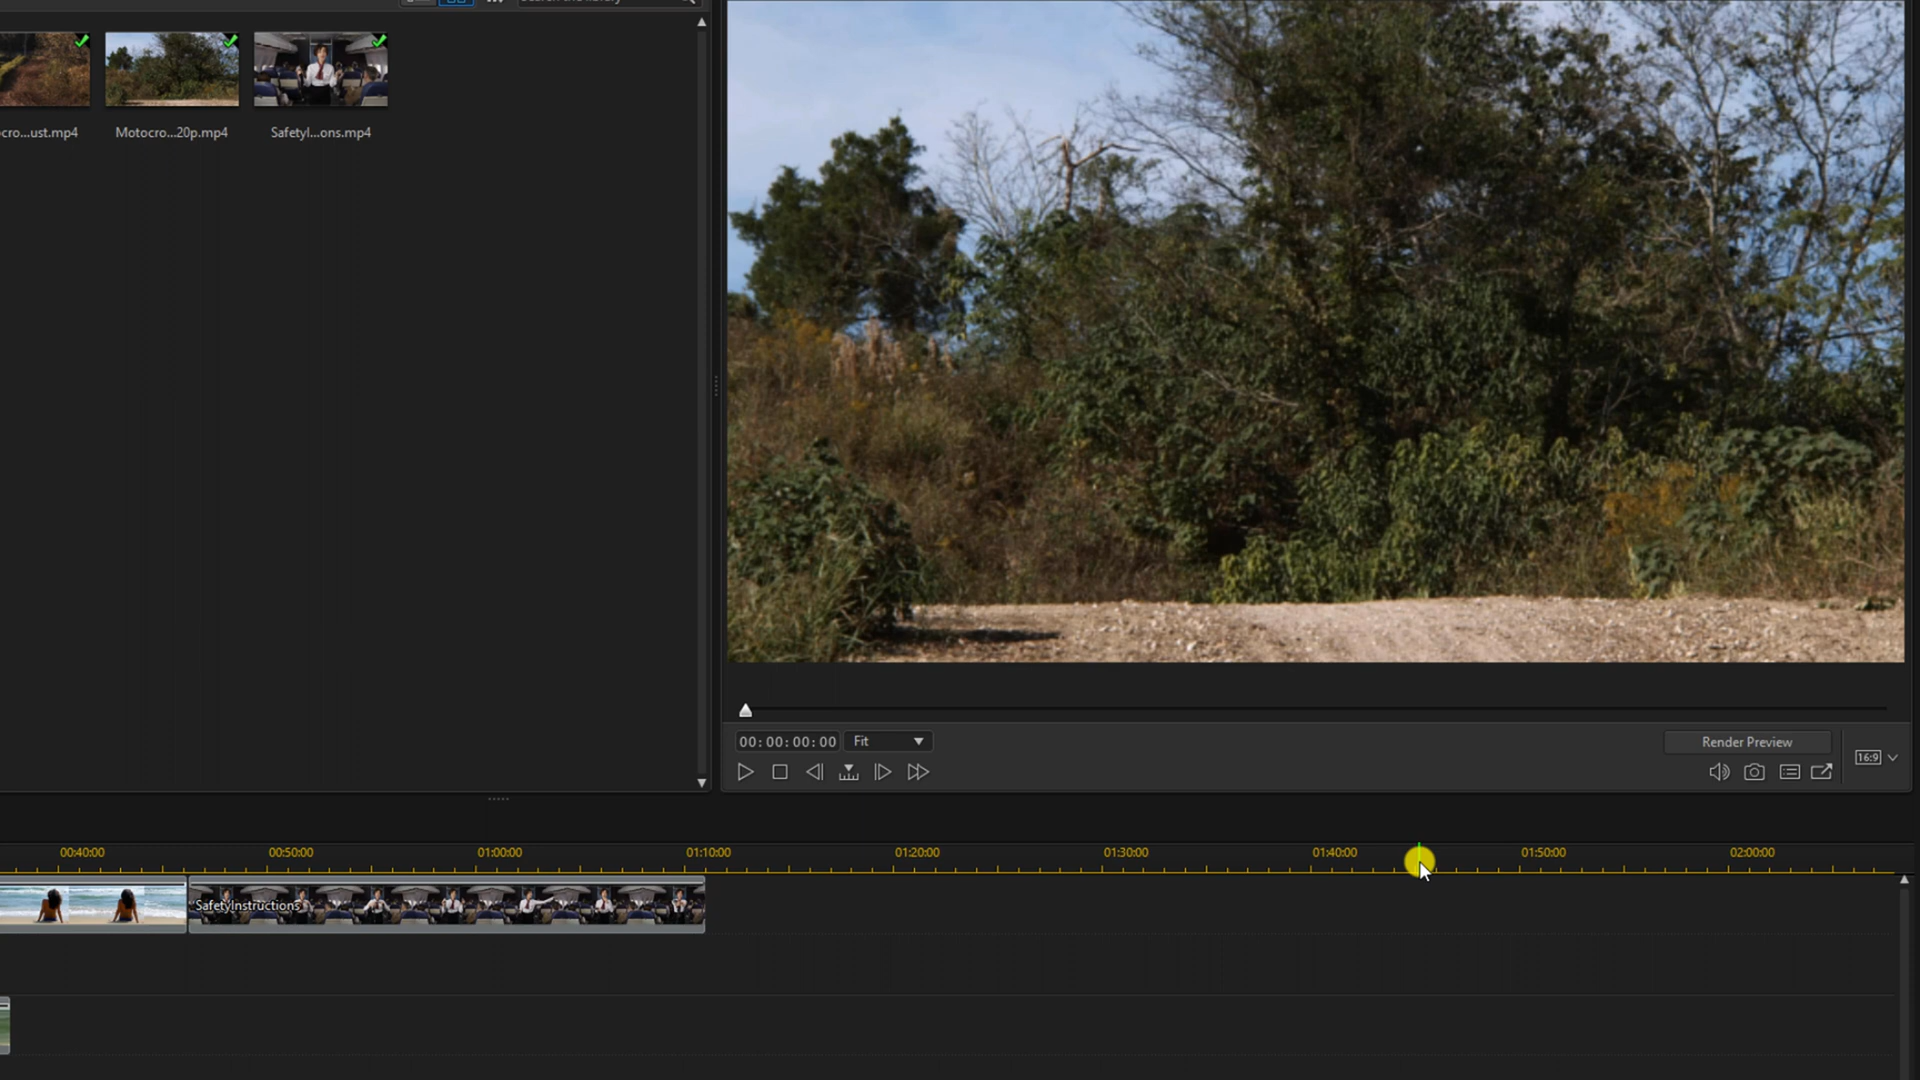 cro...ust.mp4
Motocro...20p.mp4
Safetyl...ons.mp4
00:00:00:00
Fit
Render Preview
16:9
00:40:00
00:50:00
01:00:00
01:10:00
01:20:00
01:30:00
01:40:00
01:50:00
02:00:00
SafetyInstructions